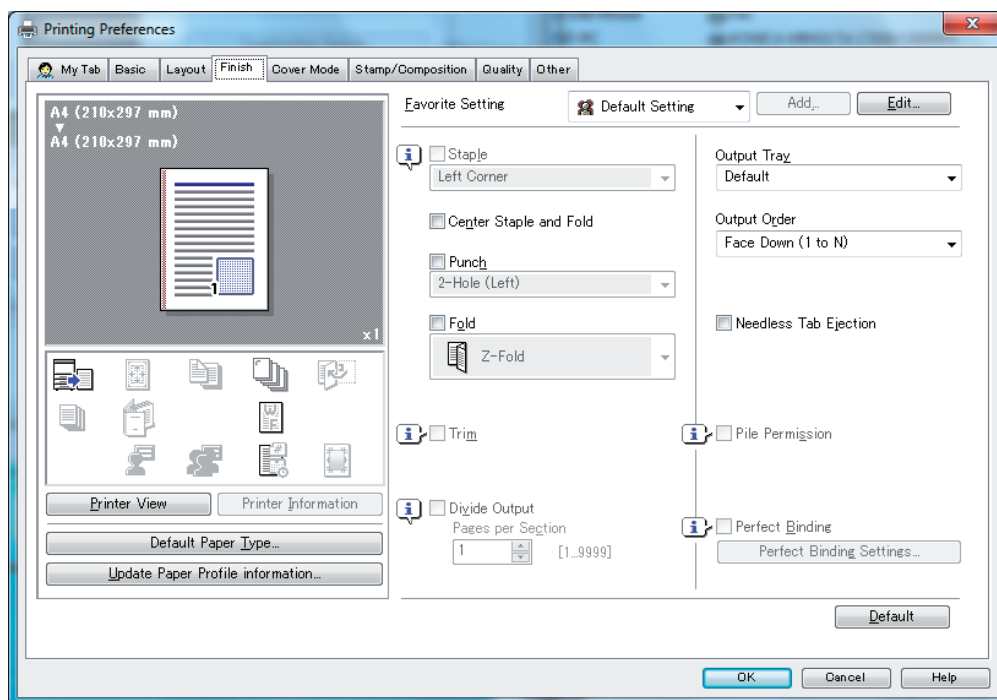 Printing Preferences
My Tab
Basic
Layout
Finish
Cover Mode
Stamp/Composition
Quality
Other
A4 (210x297 mm)
A4 (210x297 mm)
1
x1
Printer View
Printer Information
Default Paper Type...
Update Paper Profile information...
Favorite Setting
Default Setting
Add...
Edit...
Staple
Left Corner
Center Staple and Fold
Punch
2-Hole (Left)
Fold
Z-Fold
Trim
Divide Output
Pages per Section
1
[1...9999]
Output Tray
Default
Output Order
Face Down (1 to N)
Needless Tab Ejection
Pile Permission
Perfect Binding
Perfect Binding Settings...
Default
OK
Cancel
Help